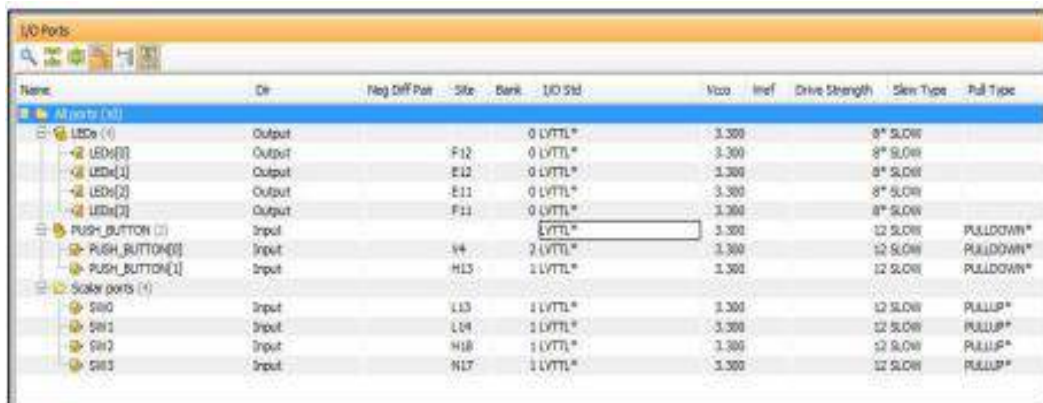 I/O Ports
Name Dir Neg Diff Pair Site Bank I/O Std Vcco Vref Drive Strength Slew Type Pull Type
All ports (10)
LEDs (4) Output 0 LVTTL* 3.300 8* SLOW
LEDs[0] Output F12 0 LVTTL* 3.300 8* SLOW
LEDs[1] Output E12 0 LVTTL* 3.300 8* SLOW
LEDs[2] Output E11 0 LVTTL* 3.300 8* SLOW
LEDs[3] Output F11 0 LVTTL* 3.300 8* SLOW
PUSH_BUTTON (2) Input LVTTL* 3.300 12 SLOW PULLDOWN*
PUSH_BUTTON[0] Input V4 2 LVTTL* 3.300 12 SLOW PULLDOWN*
PUSH_BUTTON[1] Input H13 1 LVTTL* 3.300 12 SLOW PULLDOWN*
Scalar ports (4)
SW0 Input L13 1 LVTTL* 3.300 12 SLOW PULLUP*
SW1 Input L14 1 LVTTL* 3.300 12 SLOW PULLUP*
SW2 Input H18 1 LVTTL* 3.300 12 SLOW PULLUP*
SW3 Input N17 1 LVTTL* 3.300 12 SLOW PULLUP*